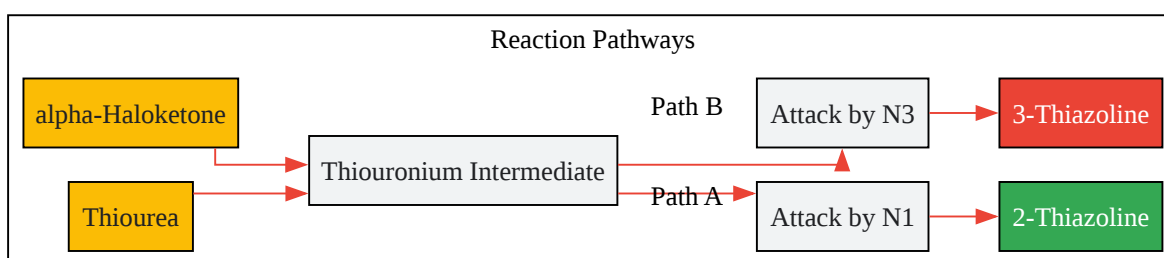 Reaction Pathways
alpha-Haloketone
Path B
Attack by N3
3-Thiazoline
Thiouronium Intermediate
Thiourea
Path A
Attack by N1
2-Thiazoline